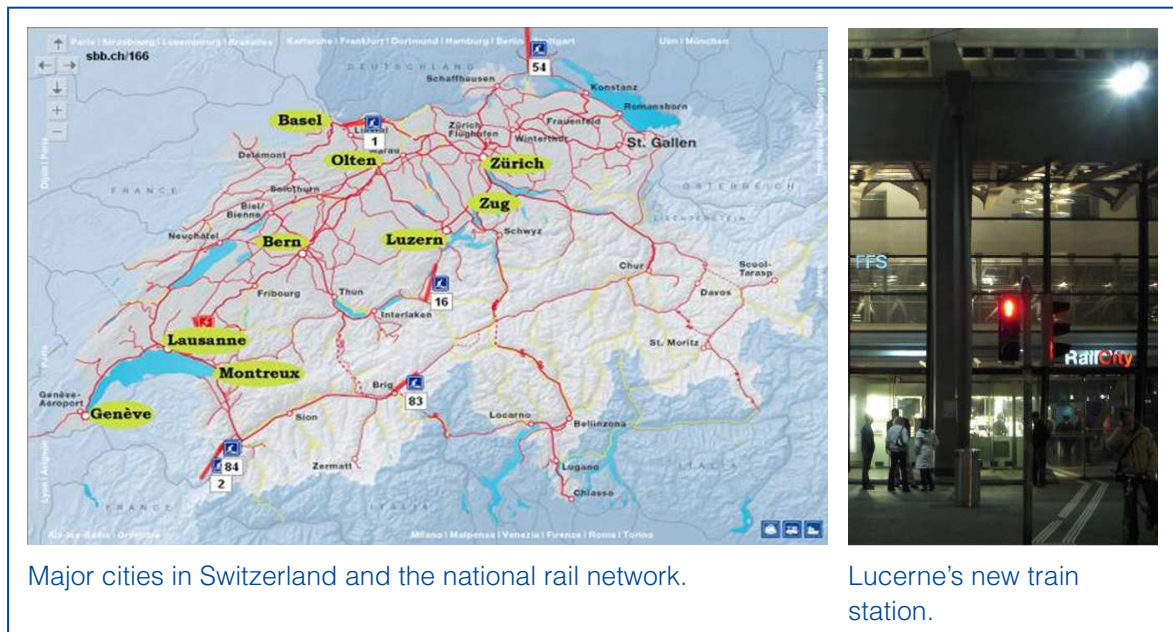 Paris | Strasbourg | Luxembourg | Bruxelles
Karlsruhe | Frankfurt | Dortmund | Hamburg | Berlin | Stuttgart
Ulm | München
sbb.ch/166
54
DEUTSCHLAND
Schaffhausen
Konstanz
Romanshorn
Basel
1
Zürich
Flughafen
Frauenfeld
Winterthur
St. Gallen
Delémont
Olten
Zürich
FRANCE
Solothurn
ÖSTERREICH
Biel/
Bienne
Zug
LIECHTENSTEIN
Neuchâtel
Bern
Luzern
Schwyz
Chur
Scuol-
Tarasp
Fribourg
Thun
16
Davos
Interlaken
Lausanne
St. Moritz
Montreux
Genève-
Aéroport
Genève
Brig
83
Sion
Locarno
Bellinzona
84
2
Zermatt
Lugano
ITALIA
Chiasso
FRANCE
ITALIA
Lyon | Avignon
Milano | Malpensa | Venezia | Firenze | Roma | Torino
FFS
RailCity
Major cities in Switzerland and the national rail network.
Lucerne's new train
station.